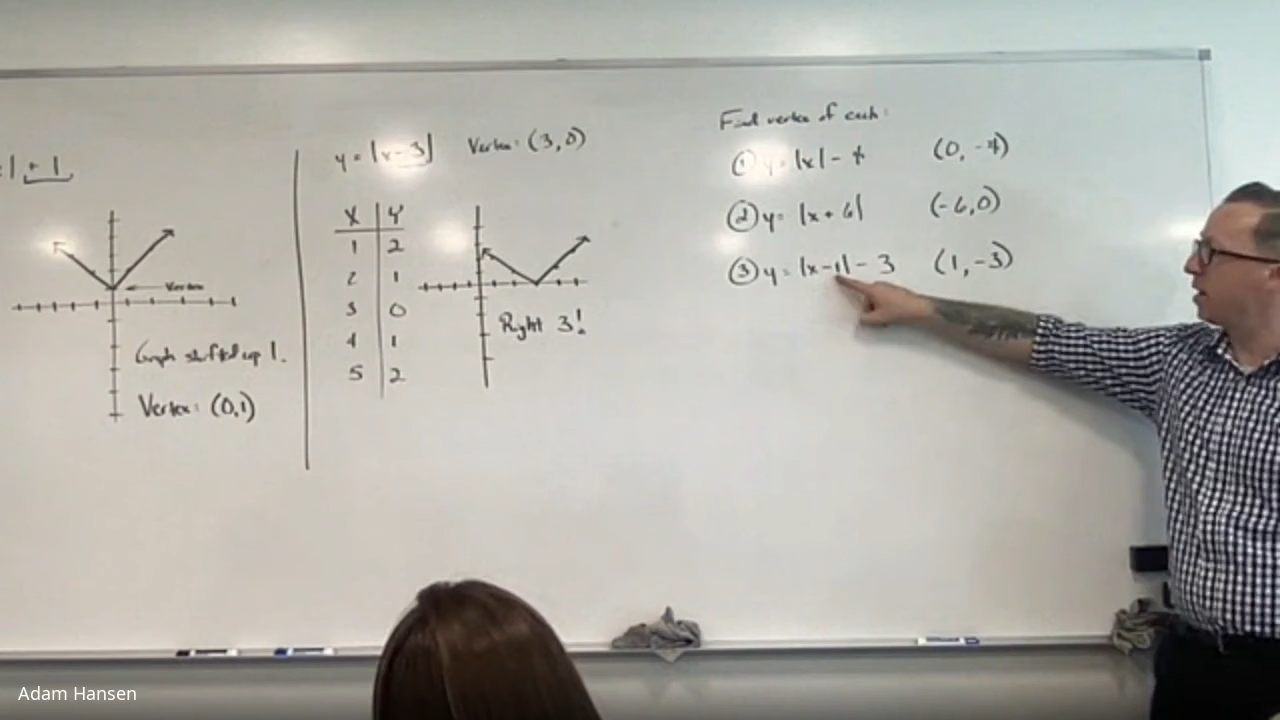 | + 1
Vertex
Graph shifted up 1.
Vertex: (0,1)
y = |x - 3| Vertex: (3,0)
X Y
1 2
2 1
3 0
4 1
5 2
Right 3!
Find vertex of each:
① y = |x| - 4 (0, -4)
② y = |x + 6| (-6,0)
③ y = |x - 1| - 3 (1, -3)
Adam Hansen